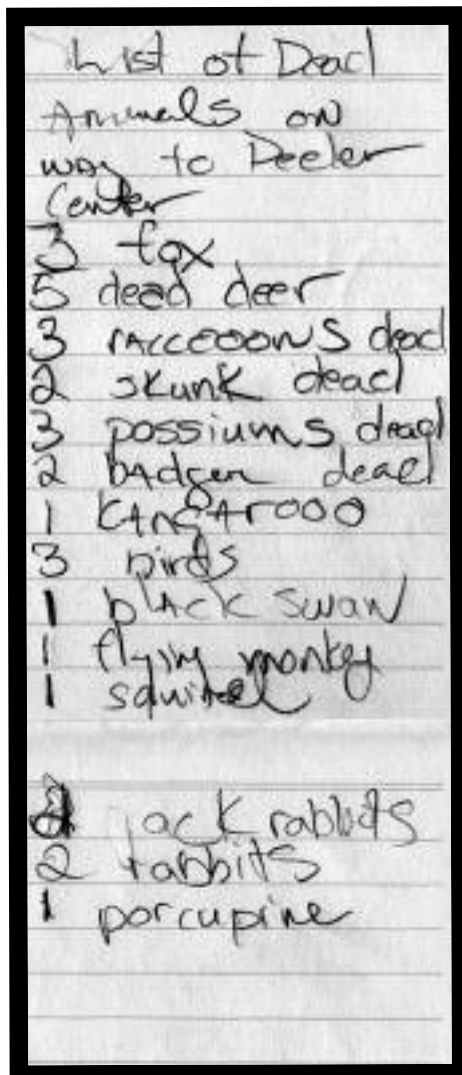 List of Dead
Animals on
way to Deeler
Center
3 fox
5 dead deer
3 raccooons dead
2 skunk dead
3 possiums dead
2 badger dead
1 Kangarooo
3 birds
1 black swan
1 flying monkey
1 squirrel
jack rabbits
2 rabbits
1 porcupine